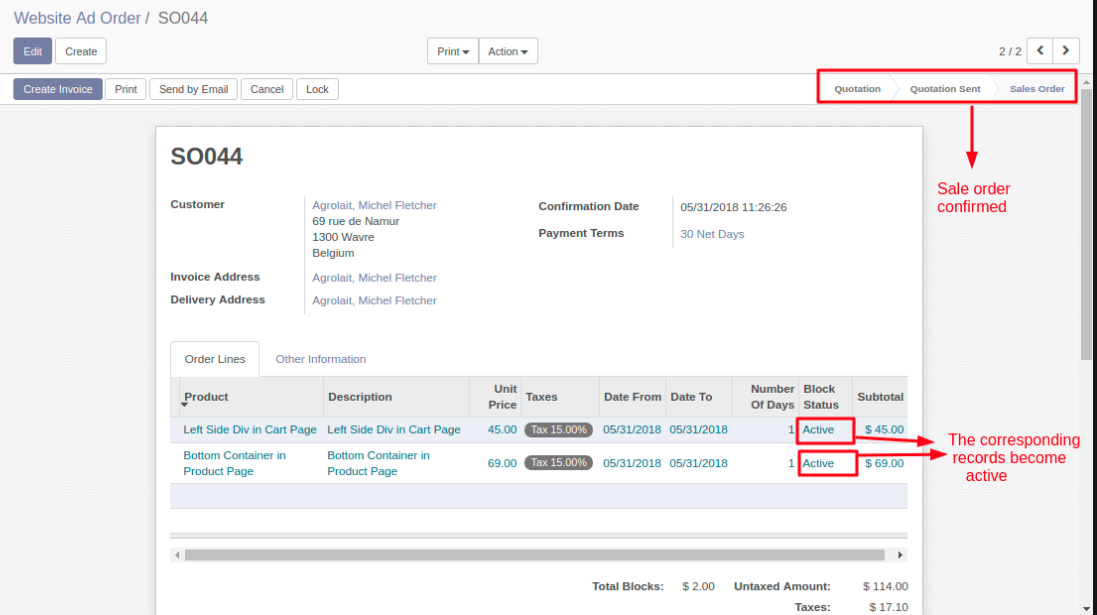 Website Ad Order / SO044
Edit Create Print Action 2 / 2
Create Invoice Print Send by Email Cancel Lock Quotation Quotation Sent Sales Order
Sale order
confirmed
SO044
Customer Agrolait, Michel Fletcher
69 rue de Namur
1300 Wavre
Belgium
Confirmation Date 05/31/2018 11:26:26
Payment Terms 30 Net Days
Invoice Address Agrolait, Michel Fletcher
Delivery Address Agrolait, Michel Fletcher
Order Lines Other Information
Product Description Unit Price Taxes Date From Date To Number Of Days Block Status Subtotal
Left Side Div in Cart Page Left Side Div in Cart Page 45.00 Tax 15.00% 05/31/2018 05/31/2018 1 Active $ 45.00
Bottom Container in Product Page Bottom Container in Product Page 69.00 Tax 15.00% 05/31/2018 05/31/2018 1 Active $ 69.00
The corresponding
records become
active
Total Blocks: $ 2.00 Untaxed Amount: $ 114.00
Taxes: $ 17.10